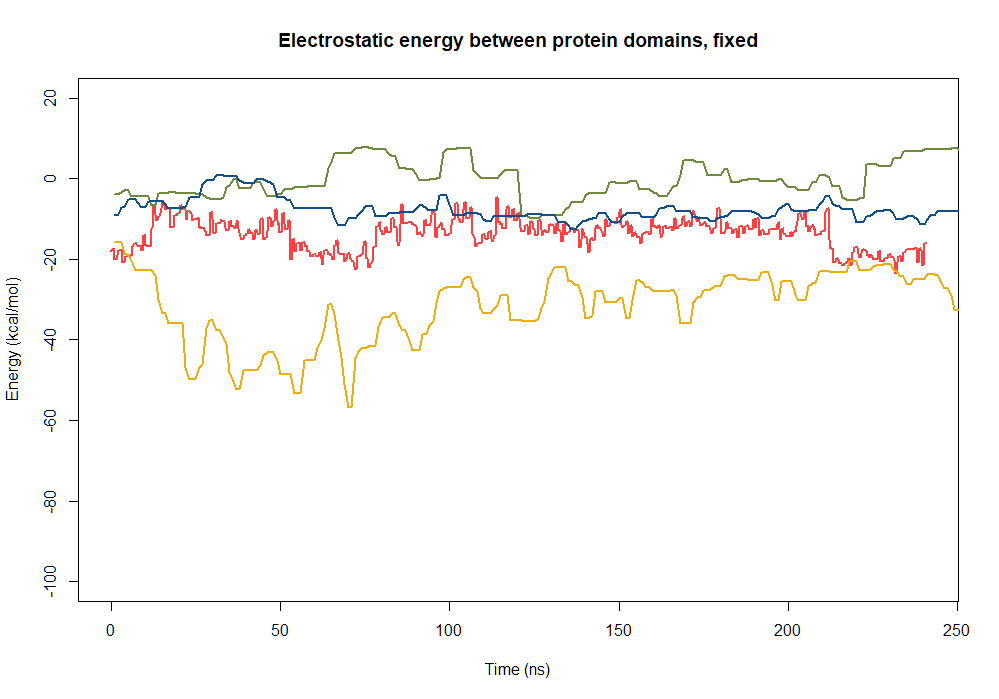 Electrostatic energy between protein domains, fixed
Energy (kcal/mol)
20
0
-20
-40
-60
-80
-100
0 50 100 150 200 250
Time (ns)